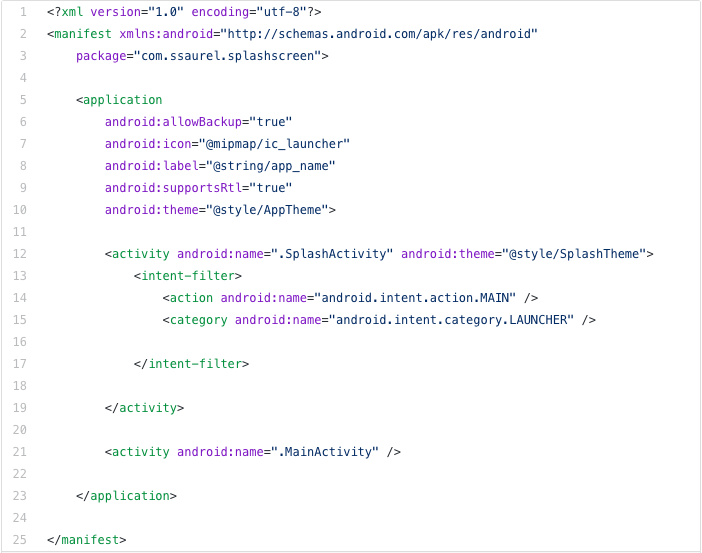 1 <?xml version="1.0" encoding="utf-8"?>
2 <manifest xmlns:android="http://schemas.android.com/apk/res/android"
3     package="com.ssaurel.splashscreen">
4
5     <application
6         android:allowBackup="true"
7         android:icon="@mipmap/ic_launcher"
8         android:label="@string/app_name"
9         android:supportsRtl="true"
10         android:theme="@style/AppTheme">
11
12         <activity android:name=".SplashActivity" android:theme="@style/SplashTheme">
13             <intent-filter>
14                 <action android:name="android.intent.action.MAIN" />
15                 <category android:name="android.intent.category.LAUNCHER" />
16
17             </intent-filter>
18
19         </activity>
20
21         <activity android:name=".MainActivity" />
22
23     </application>
24
25 </manifest>